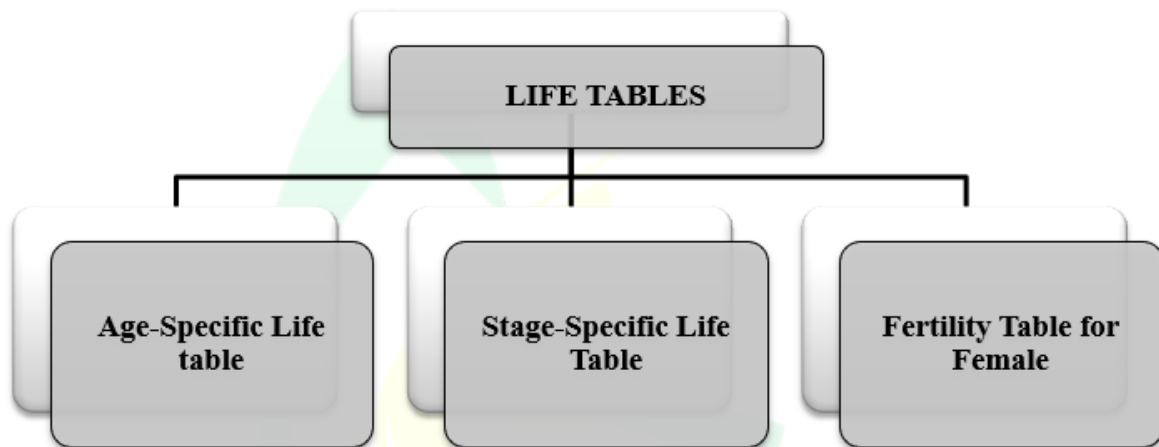 LIFE TABLES
Age-Specific Life
table
Stage-Specific Life
Table
Fertility Table for
Female